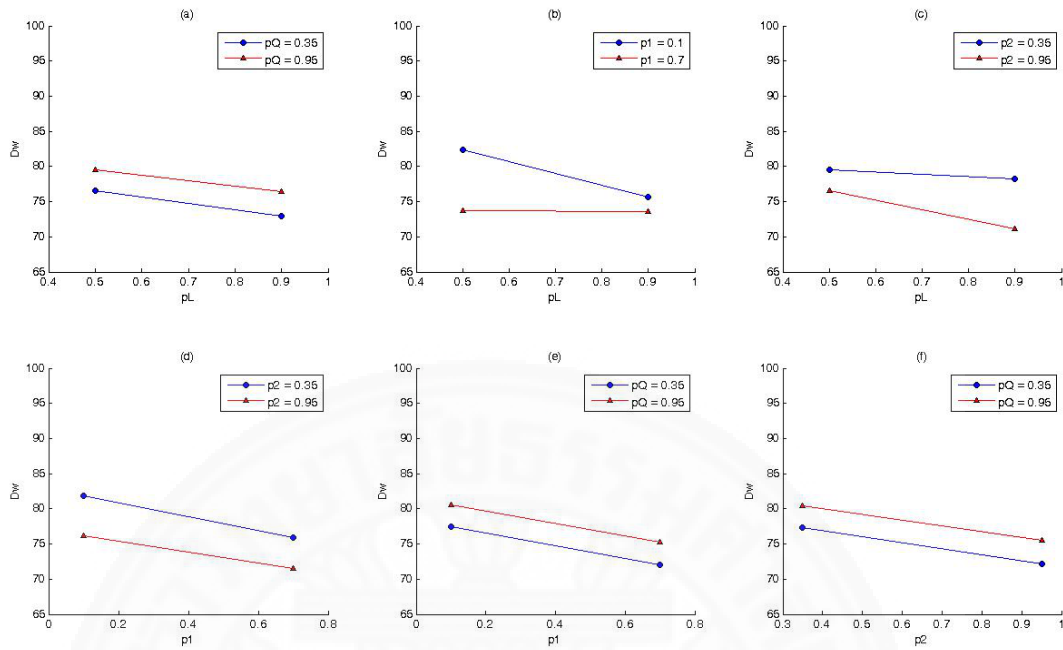 (a)
100
95
90
85
80
75
70
65
Dw
0.4 0.5 0.6 0.7 0.8 0.9 1
pL
pQ = 0.35
pQ = 0.95
(b)
100
95
90
85
80
75
70
65
Dw
0.4 0.5 0.6 0.7 0.8 0.9 1
pL
p1 = 0.1
p1 = 0.7
(c)
100
95
90
85
80
75
70
65
Dw
0.4 0.5 0.6 0.7 0.8 0.9 1
pL
p2 = 0.35
p2 = 0.95
(d)
100
95
90
85
80
75
70
65
Dw
0 0.2 0.4 0.6 0.8
p1
p2 = 0.35
p2 = 0.95
(e)
100
95
90
85
80
75
70
65
Dw
0 0.2 0.4 0.6 0.8
p1
pQ = 0.35
pQ = 0.95
(f)
100
95
90
85
80
75
70
65
Dw
0.3 0.4 0.5 0.6 0.7 0.8 0.9 1
p2
pQ = 0.35
pQ = 0.95